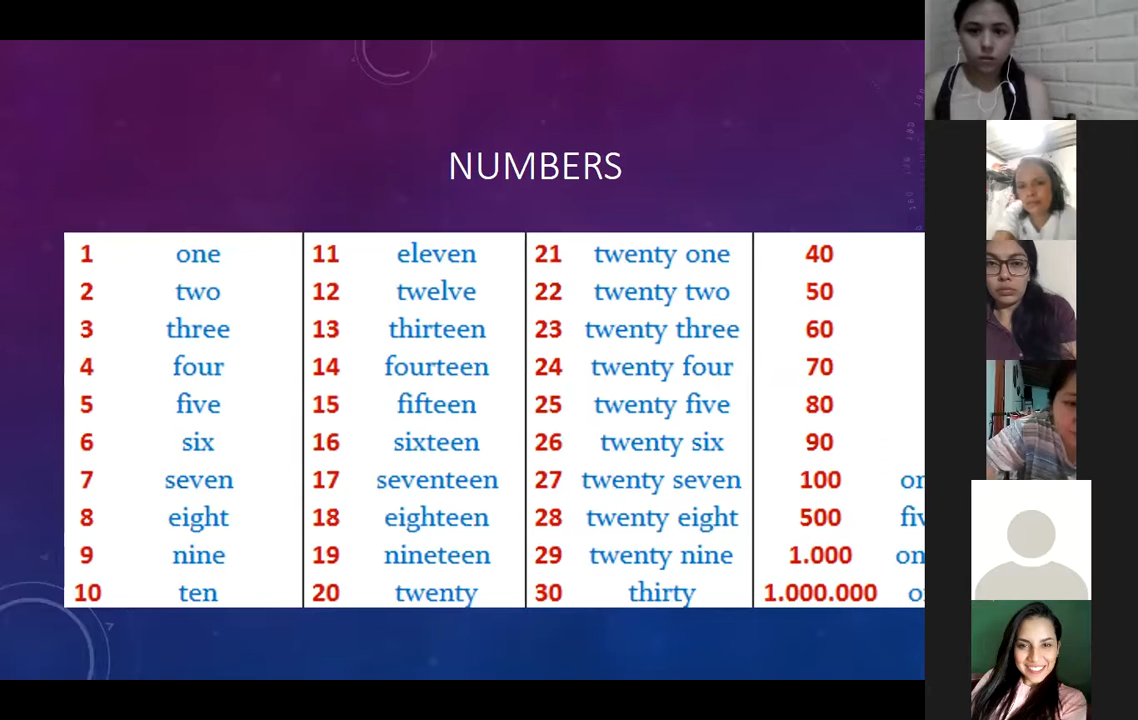 NUMBERS
1 one 11 eleven 21 twenty one 40
2 two 12 twelve 22 twenty two 50
3 three 13 thirteen 23 twenty three 60
4 four 14 fourteen 24 twenty four 70
5 five 15 fifteen 25 twenty five 80
6 six 16 sixteen 26 twenty six 90
7 seven 17 seventeen 27 twenty seven 100
8 eight 18 eighteen 28 twenty eight 500
9 nine 19 nineteen 29 twenty nine 1.000
10 ten 20 twenty 30 thirty 1.000.000